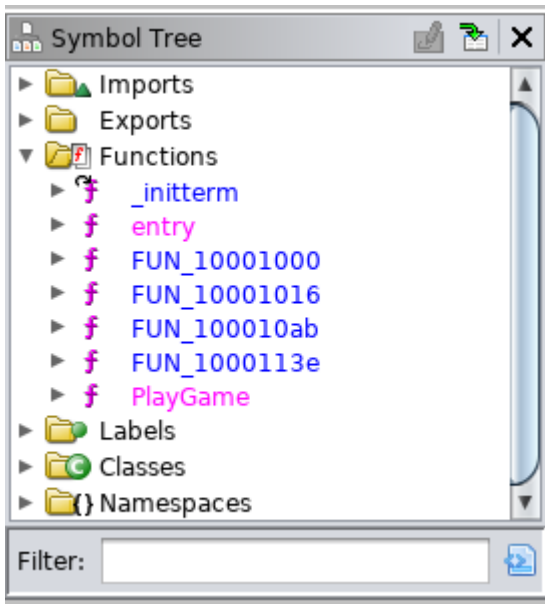 Symbol Tree
Imports
Exports
Functions
_initterm
entry
FUN_10001000
FUN_10001016
FUN_100010ab
FUN_1000113e
PlayGame
Labels
Classes
Namespaces
Filter: